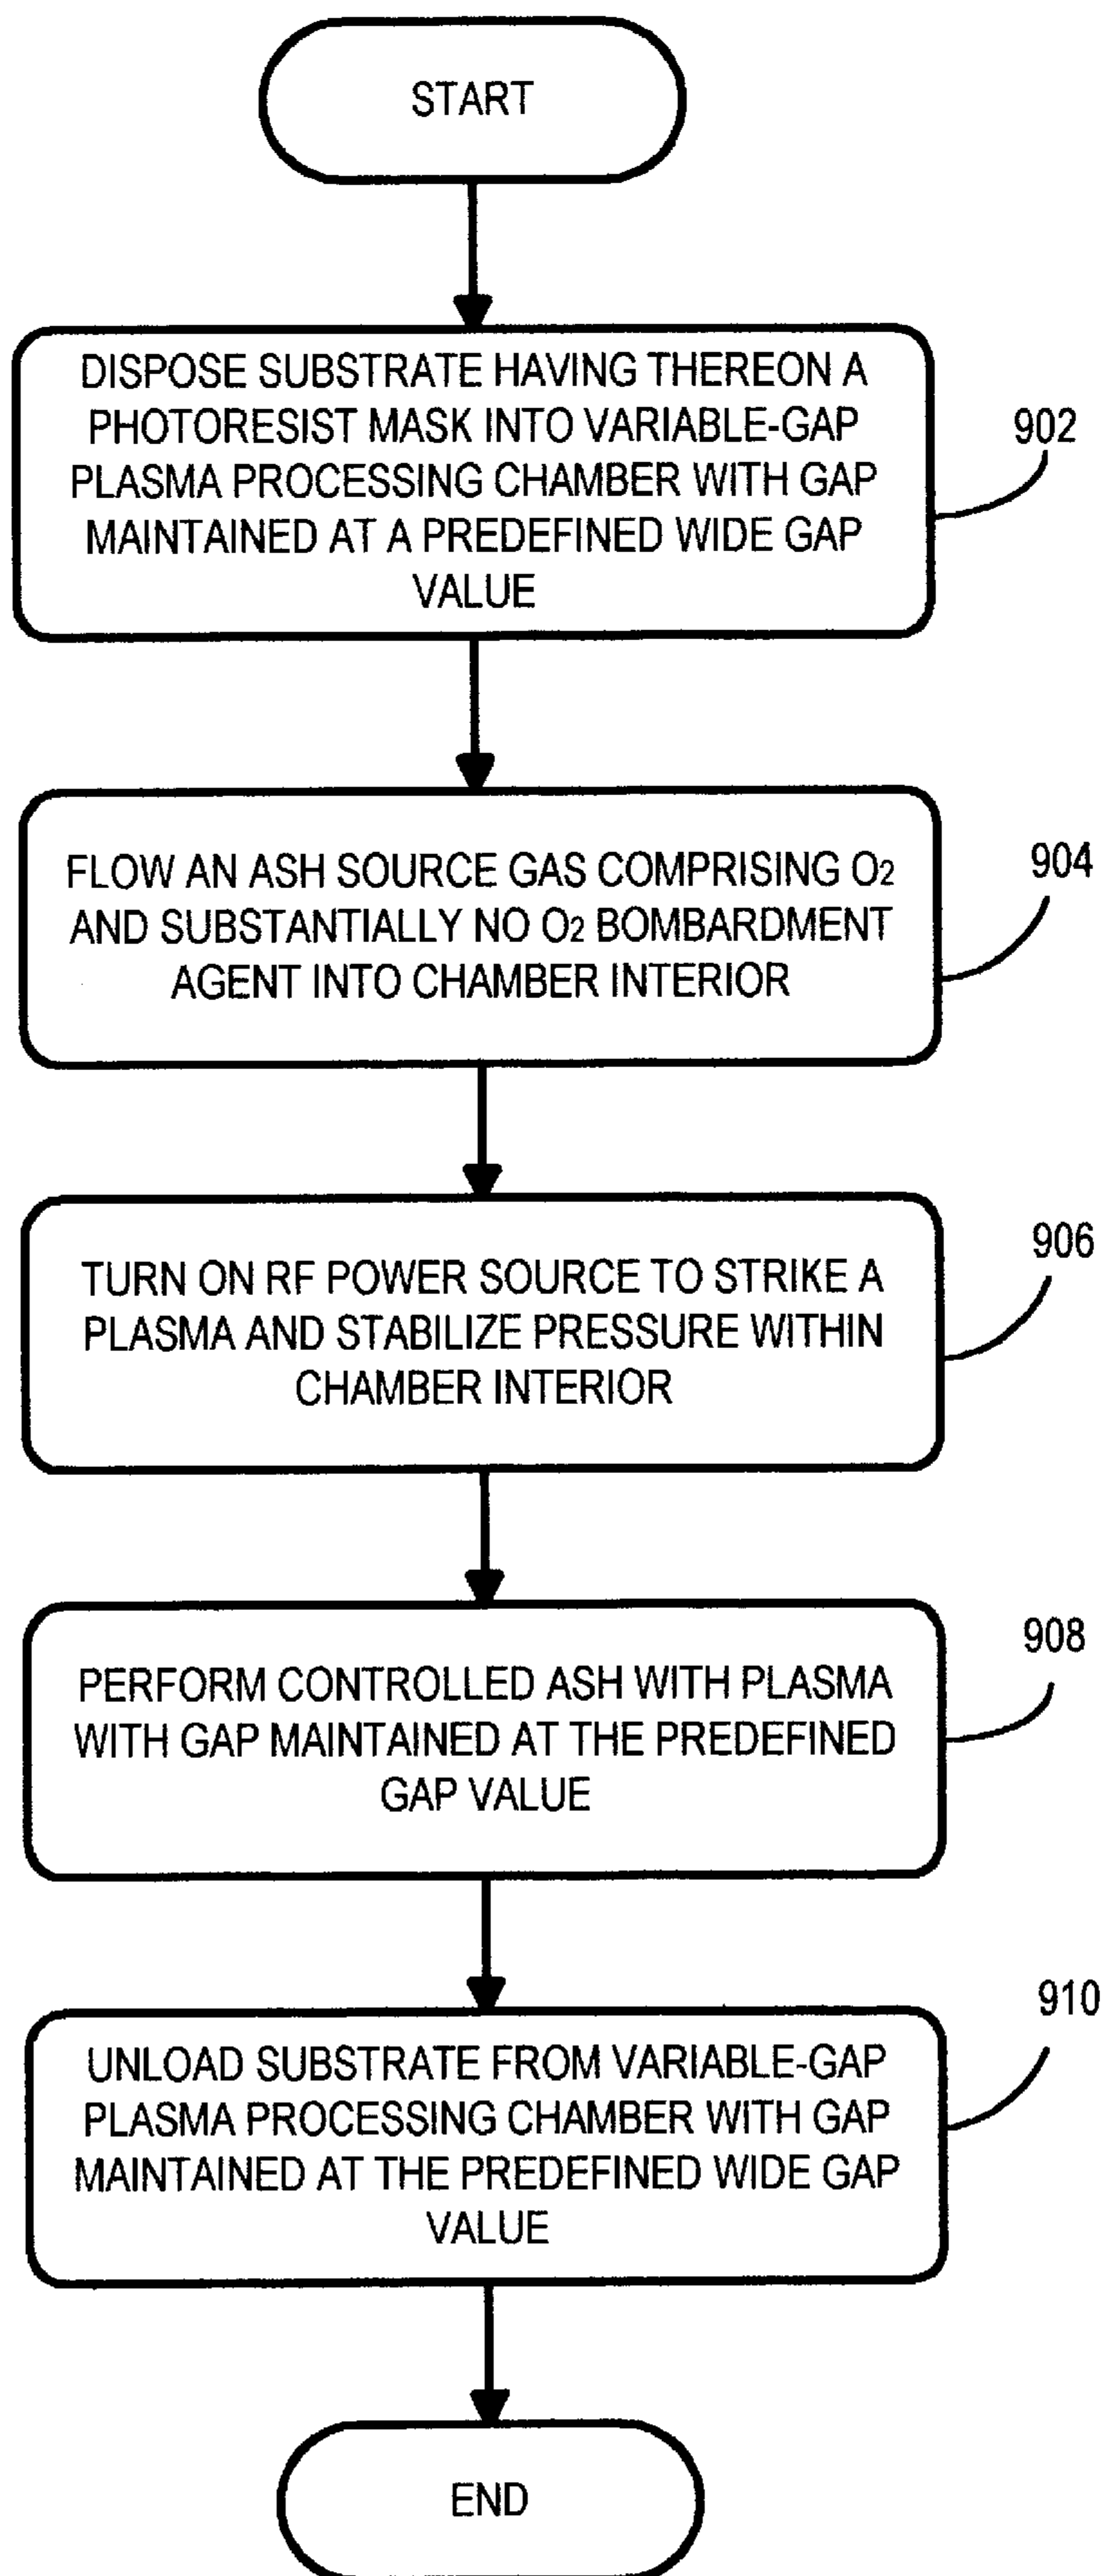 START
DISPOSE SUBSTRATE HAVING THEREON A
PHOTORESIST MASK INTO VARIABLE-GAP
PLASMA PROCESSING CHAMBER WITH GAP
MAINTAINED AT A PREDEFINED WIDE GAP
VALUE
902
FLOW AN ASH SOURCE GAS COMPRISING O2
AND SUBSTANTIALLY NO O2 BOMBARDMENT
AGENT INTO CHAMBER INTERIOR
904
TURN ON RF POWER SOURCE TO STRIKE A
PLASMA AND STABILIZE PRESSURE WITHIN
CHAMBER INTERIOR
906
PERFORM CONTROLLED ASH WITH PLASMA
WITH GAP MAINTAINED AT THE PREDEFINED
GAP VALUE
908
UNLOAD SUBSTRATE FROM VARIABLE-GAP
PLASMA PROCESSING CHAMBER WITH GAP
MAINTAINED AT THE PREDEFINED WIDE GAP
VALUE
910
END